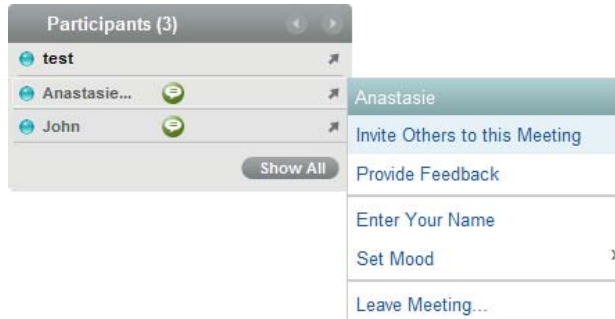 Participants (3)
test
Anastasie...
John
Show All
Anastasie
Invite Others to this Meeting
Provide Feedback
Enter Your Name
Set Mood
Leave Meeting...